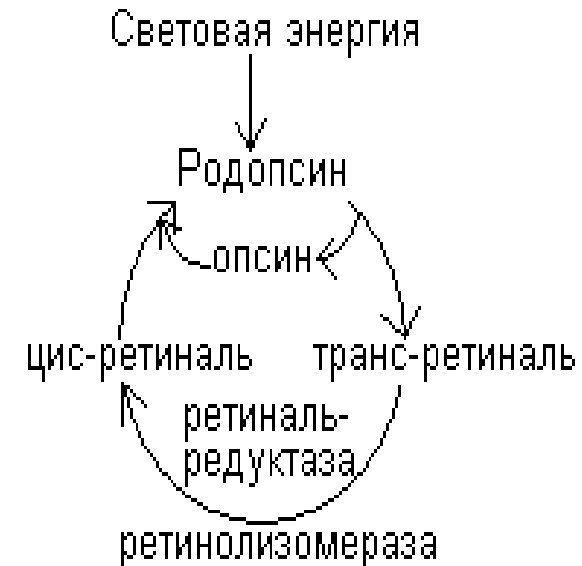 Световая энергия
Родопсин
опсин
цис-ретиналь
транс-ретиналь
ретиналь-
редуктаза
ретинолизомераза